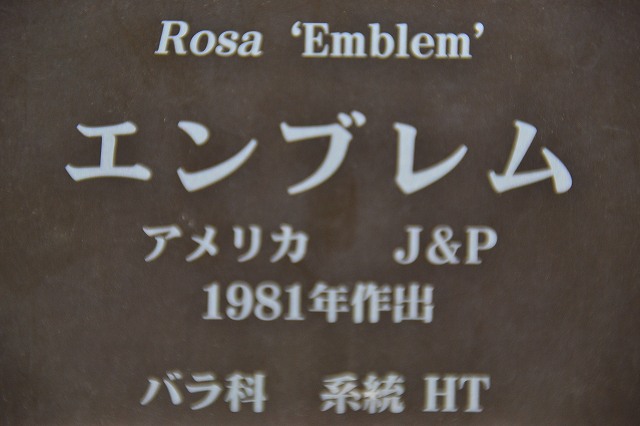 Rosa ‘Emblem’
エンブレム
アメリカ　J&P
1981年作出
バラ科　系統 HT